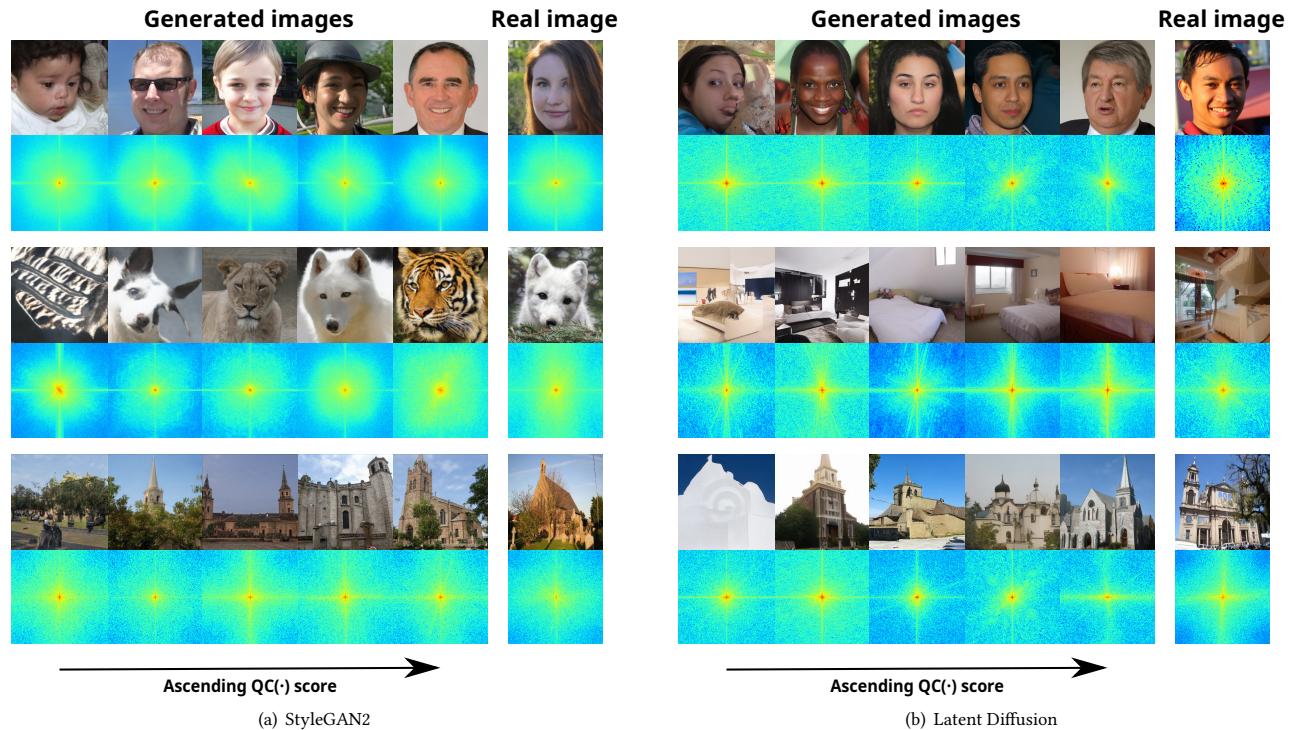 Generated images
Real image
Ascending QC(·) score
(a) StyleGAN2
Generated images
Real image
Ascending QC(·) score
(b) Latent Diffusion